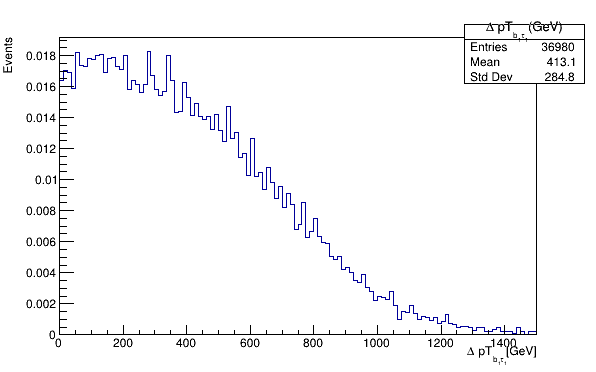 Δ pT_{b₁τ₁} (GeV)
Entries 36980
Mean 413.1
Std Dev 284.8
Events
0.018
0.016
0.014
0.012
0.01
0.008
0.006
0.004
0.002
0
0 200 400 600 800 1000 1200 1400
Δ pT_{b₁τ₁}[GeV]